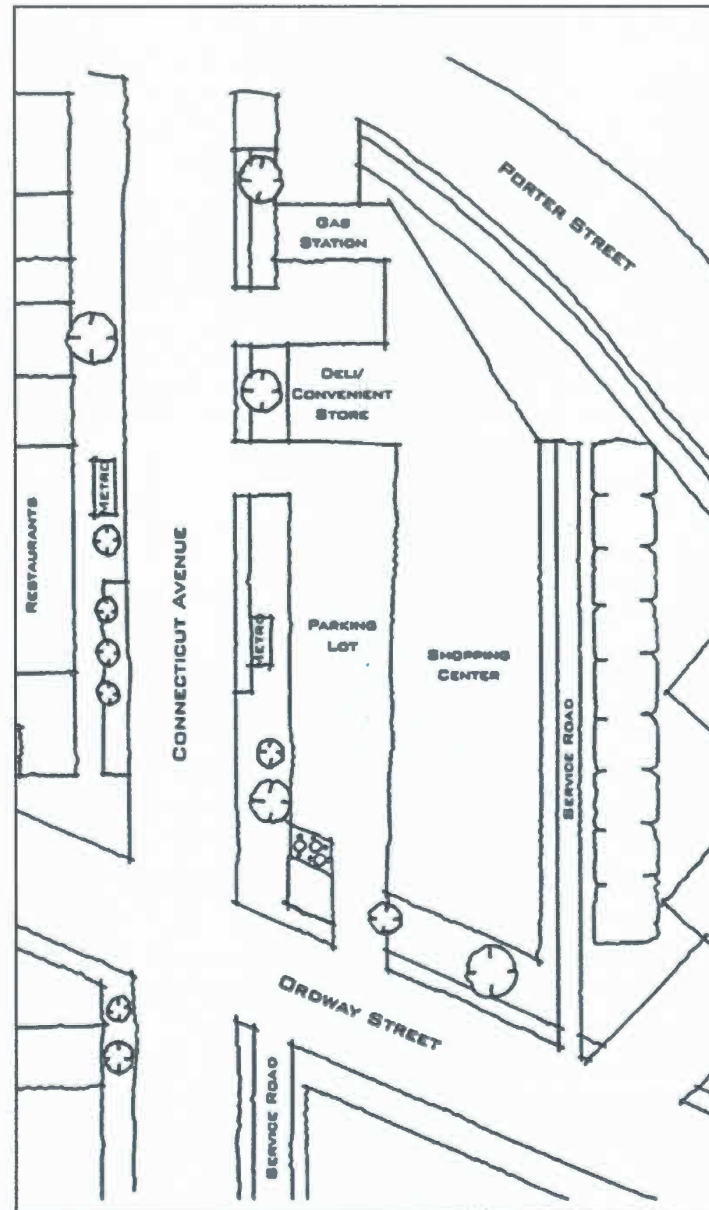 PORTER STREET
GAS
STATION
DELI/
CONVENIENT
STORE
METRO
RESTAURANTS
CONNECTICUT AVENUE
METRO
PARKING
LOT
SHOPPING
CENTER
SERVICE ROAD
ORDWAY STREET
SERVICE ROAD